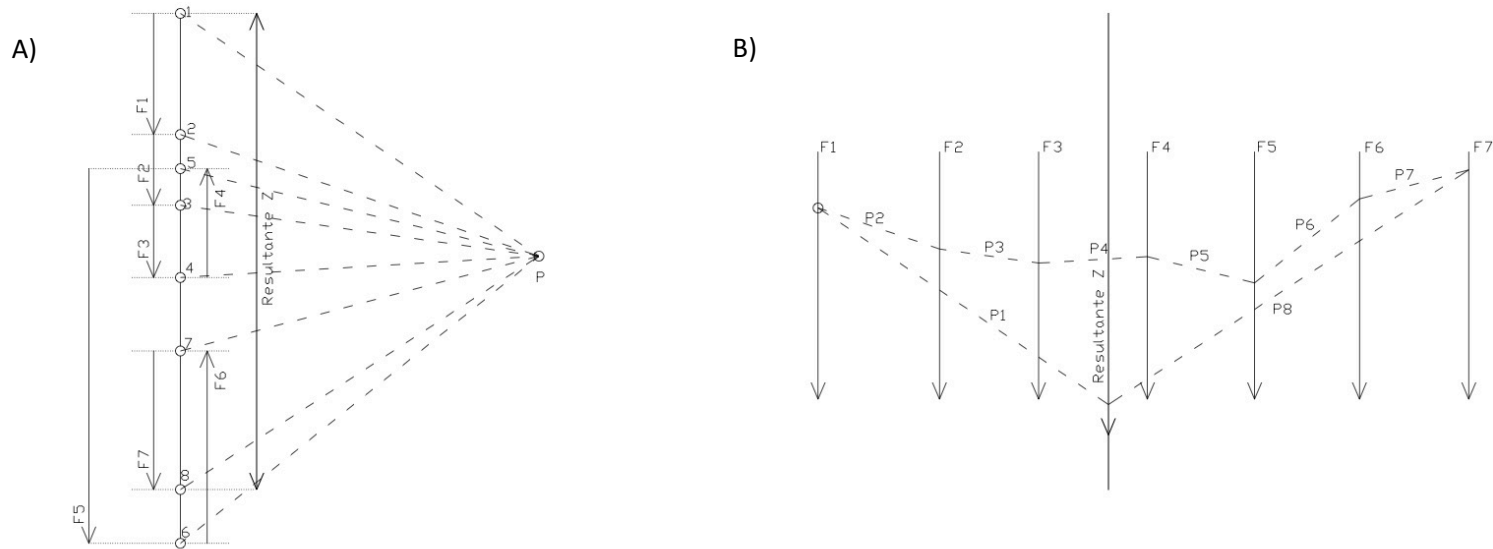 A)
1
F1
2
5
F2
F4
3
F3
4
Resultante Z
P
7
F6
F7
8
F5
6
B)
F1
F2
F3
F4
F5
F6
F7
P7
P2
P6
P3
P4
P5
P1
P8
Resultante Z